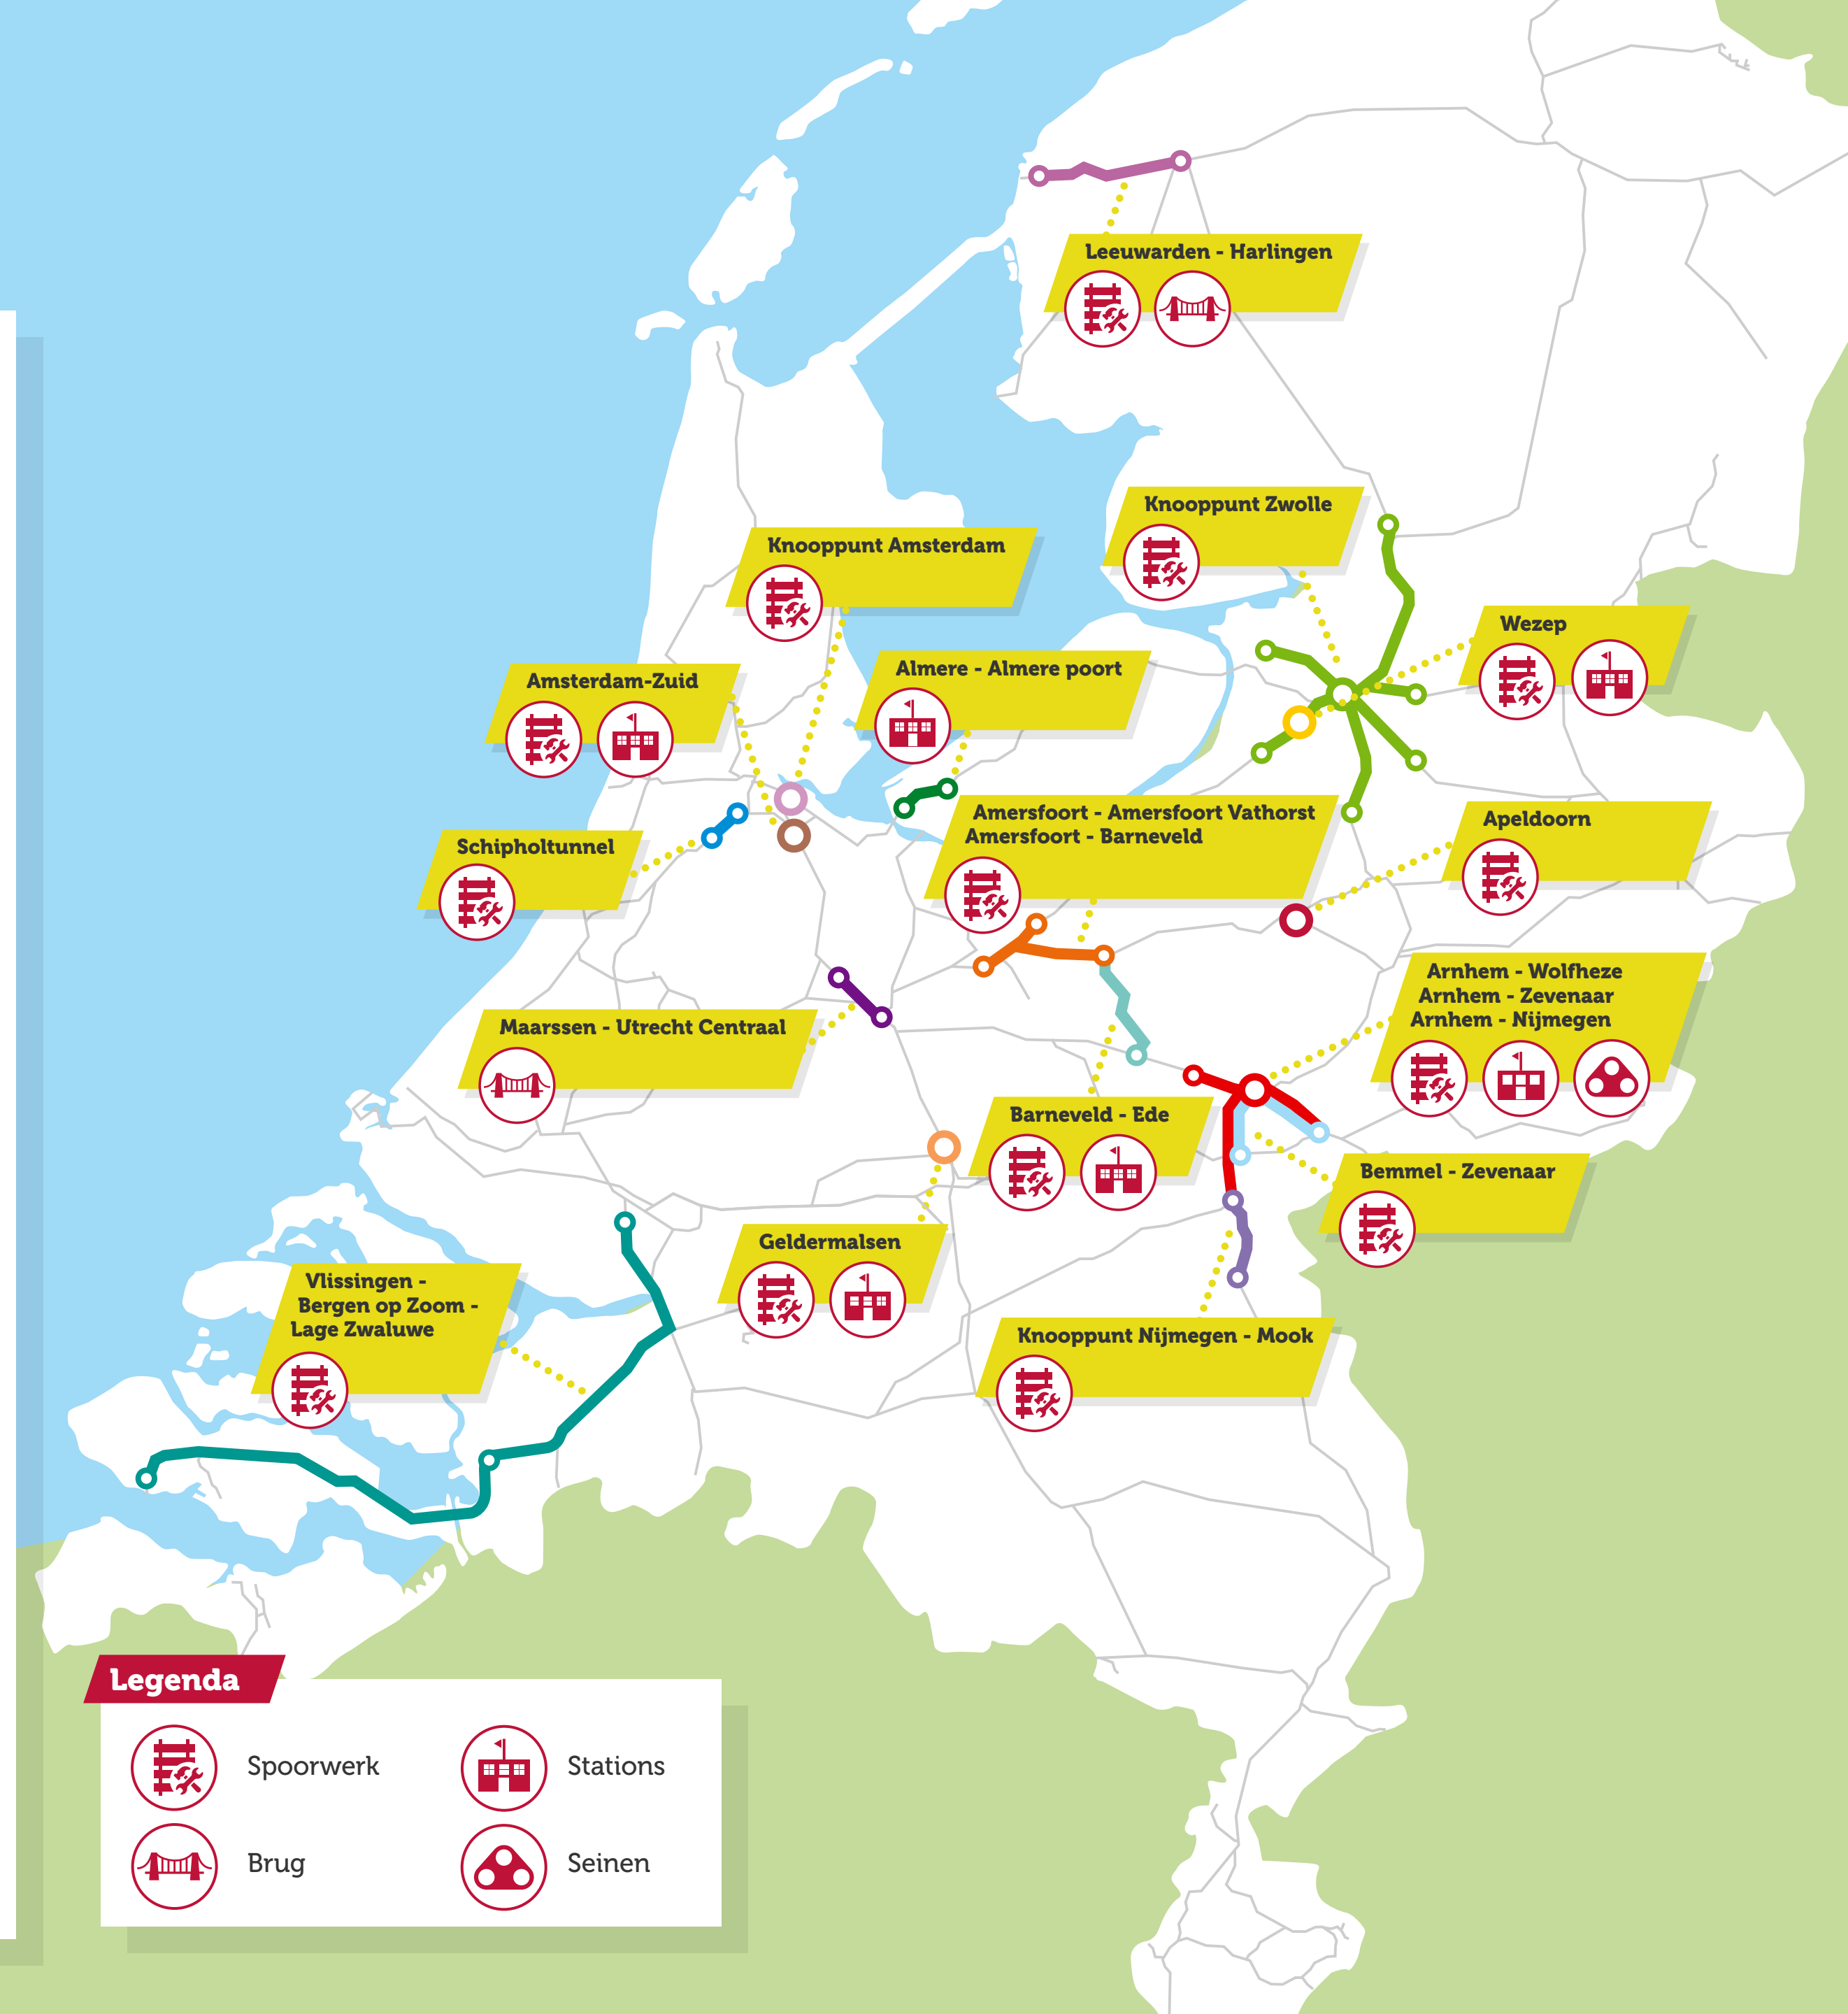 Leeuwarden - Harlingen
Knooppunt Zwolle
Knooppunt Amsterdam
Wezep
Amsterdam-Zuid
Almere - Almere poort
Amersfoort - Amersfoort Vathorst
Amersfoort - Barneveld
Apeldoorn
Schipholtunnel
Arnhem - Wolfheze
Arnhem - Zevenaar
Arnhem - Nijmegen
Maarssen - Utrecht Centraal
Barneveld - Ede
Bemmel - Zevenaar
Geldermalsen
Vlissingen -
Bergen op Zoom -
Lage Zwaluwe
Knooppunt Nijmegen - Mook
Legenda
Spoorwerk
Stations
Brug
Seinen